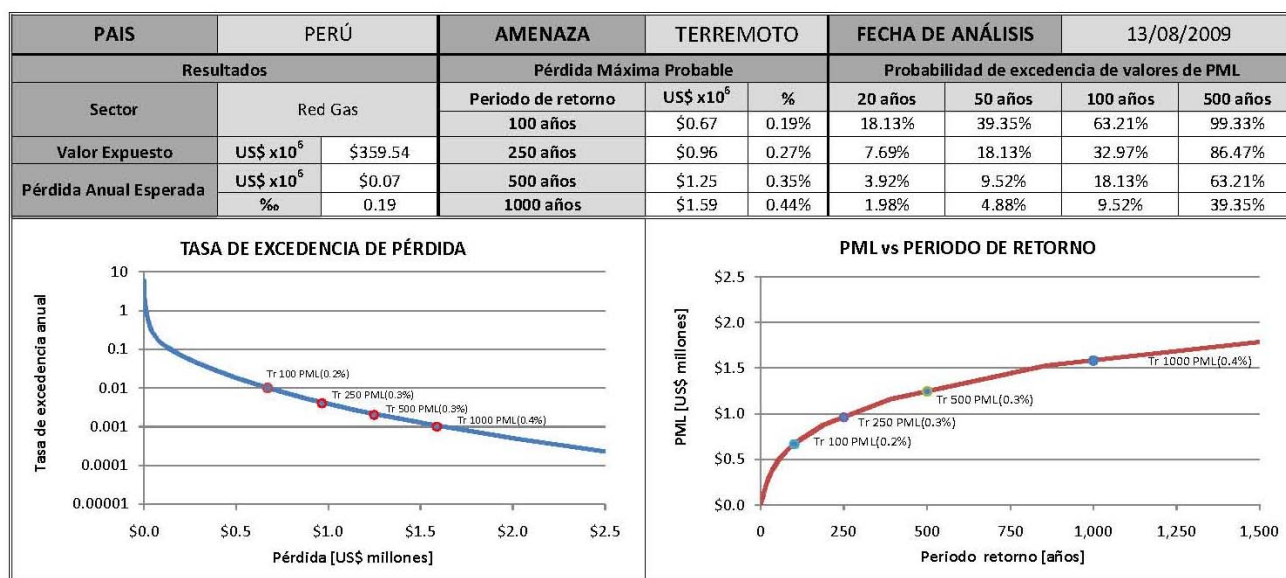 PAIS PERÚ AMENAZA TERREMOTO FECHA DE ANÁLISIS 13/08/2009
Resultados Pérdida Máxima Probable Probabilidad de excedencia de valores de PML
Sector Red Gas Periodo de retorno US$ x10⁶ % 20 años 50 años 100 años 500 años
100 años $0.67 0.19% 18.13% 39.35% 63.21% 99.33%
Valor Expuesto US$ x10⁶ $359.54 250 años $0.96 0.27% 7.69% 18.13% 32.97% 86.47%
Pérdida Anual Esperada US$ x10⁶ $0.07 500 años $1.25 0.35% 3.92% 9.52% 18.13% 63.21%
‰ 0.19 1000 años $1.59 0.44% 1.98% 4.88% 9.52% 39.35%
TASA DE EXCEDENCIA DE PÉRDIDA
Tasa de excedencia anual
10
1
0.1
0.01
0.001
0.0001
0.00001
Tr 100 PML(0.2%)
Tr 250 PML(0.3%)
Tr 500 PML(0.3%)
Tr 1000 PML(0.4%)
$0.0 $0.5 $1.0 $1.5 $2.0 $2.5
Pérdida [US$ millones]
PML vs PERIODO DE RETORNO
PML [US$ millones]
$2.5
$2.0
$1.5
$1.0
$0.5
$0.0
Tr 1000 PML(0.4%)
Tr 500 PML(0.3%)
Tr 250 PML(0.3%)
Tr 100 PML(0.2%)
0 250 500 750 1,000 1,250 1,500
Periodo retorno [años]